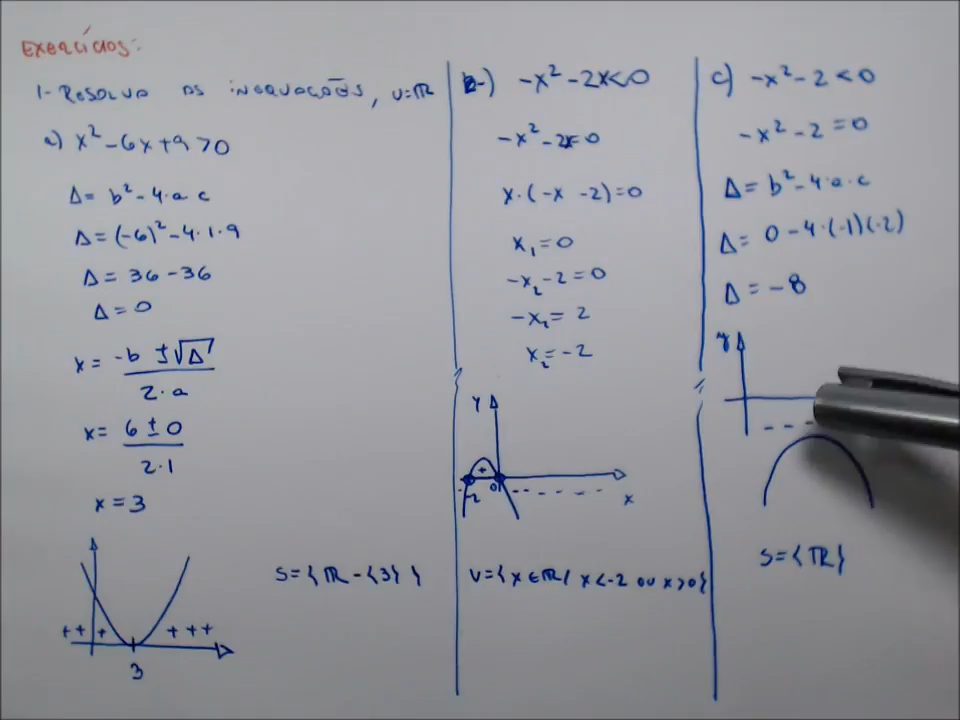 Exercícios:
1- Resolva as inequações, U=ℝ
a) x² - 6x + 9 > 0
Δ = b² - 4·a c
Δ = (-6)² - 4·1·9
Δ = 36 - 36
Δ = 0
x = -b ± √Δ / 2·a
x = 6 ± 0 / 2·1
x = 3
+ + + + + +
3
S = { ℝ - {3} }
b-) -x² - 2x < 0
-x² - 2x = 0
x·(-x - 2) = 0
x₁ = 0
-x₂ - 2 = 0
-x₂ = 2
x₂ = -2
y
+
-2 0
- - - - - -
x
V = { x ∈ ℝ / x < -2 ou x > 0 }
c) -x² - 2 < 0
-x² - 2 = 0
Δ = b² - 4·a·c
Δ = 0 - 4·(-1)(-2)
Δ = -8
y
- - - -
S = { ℝ }